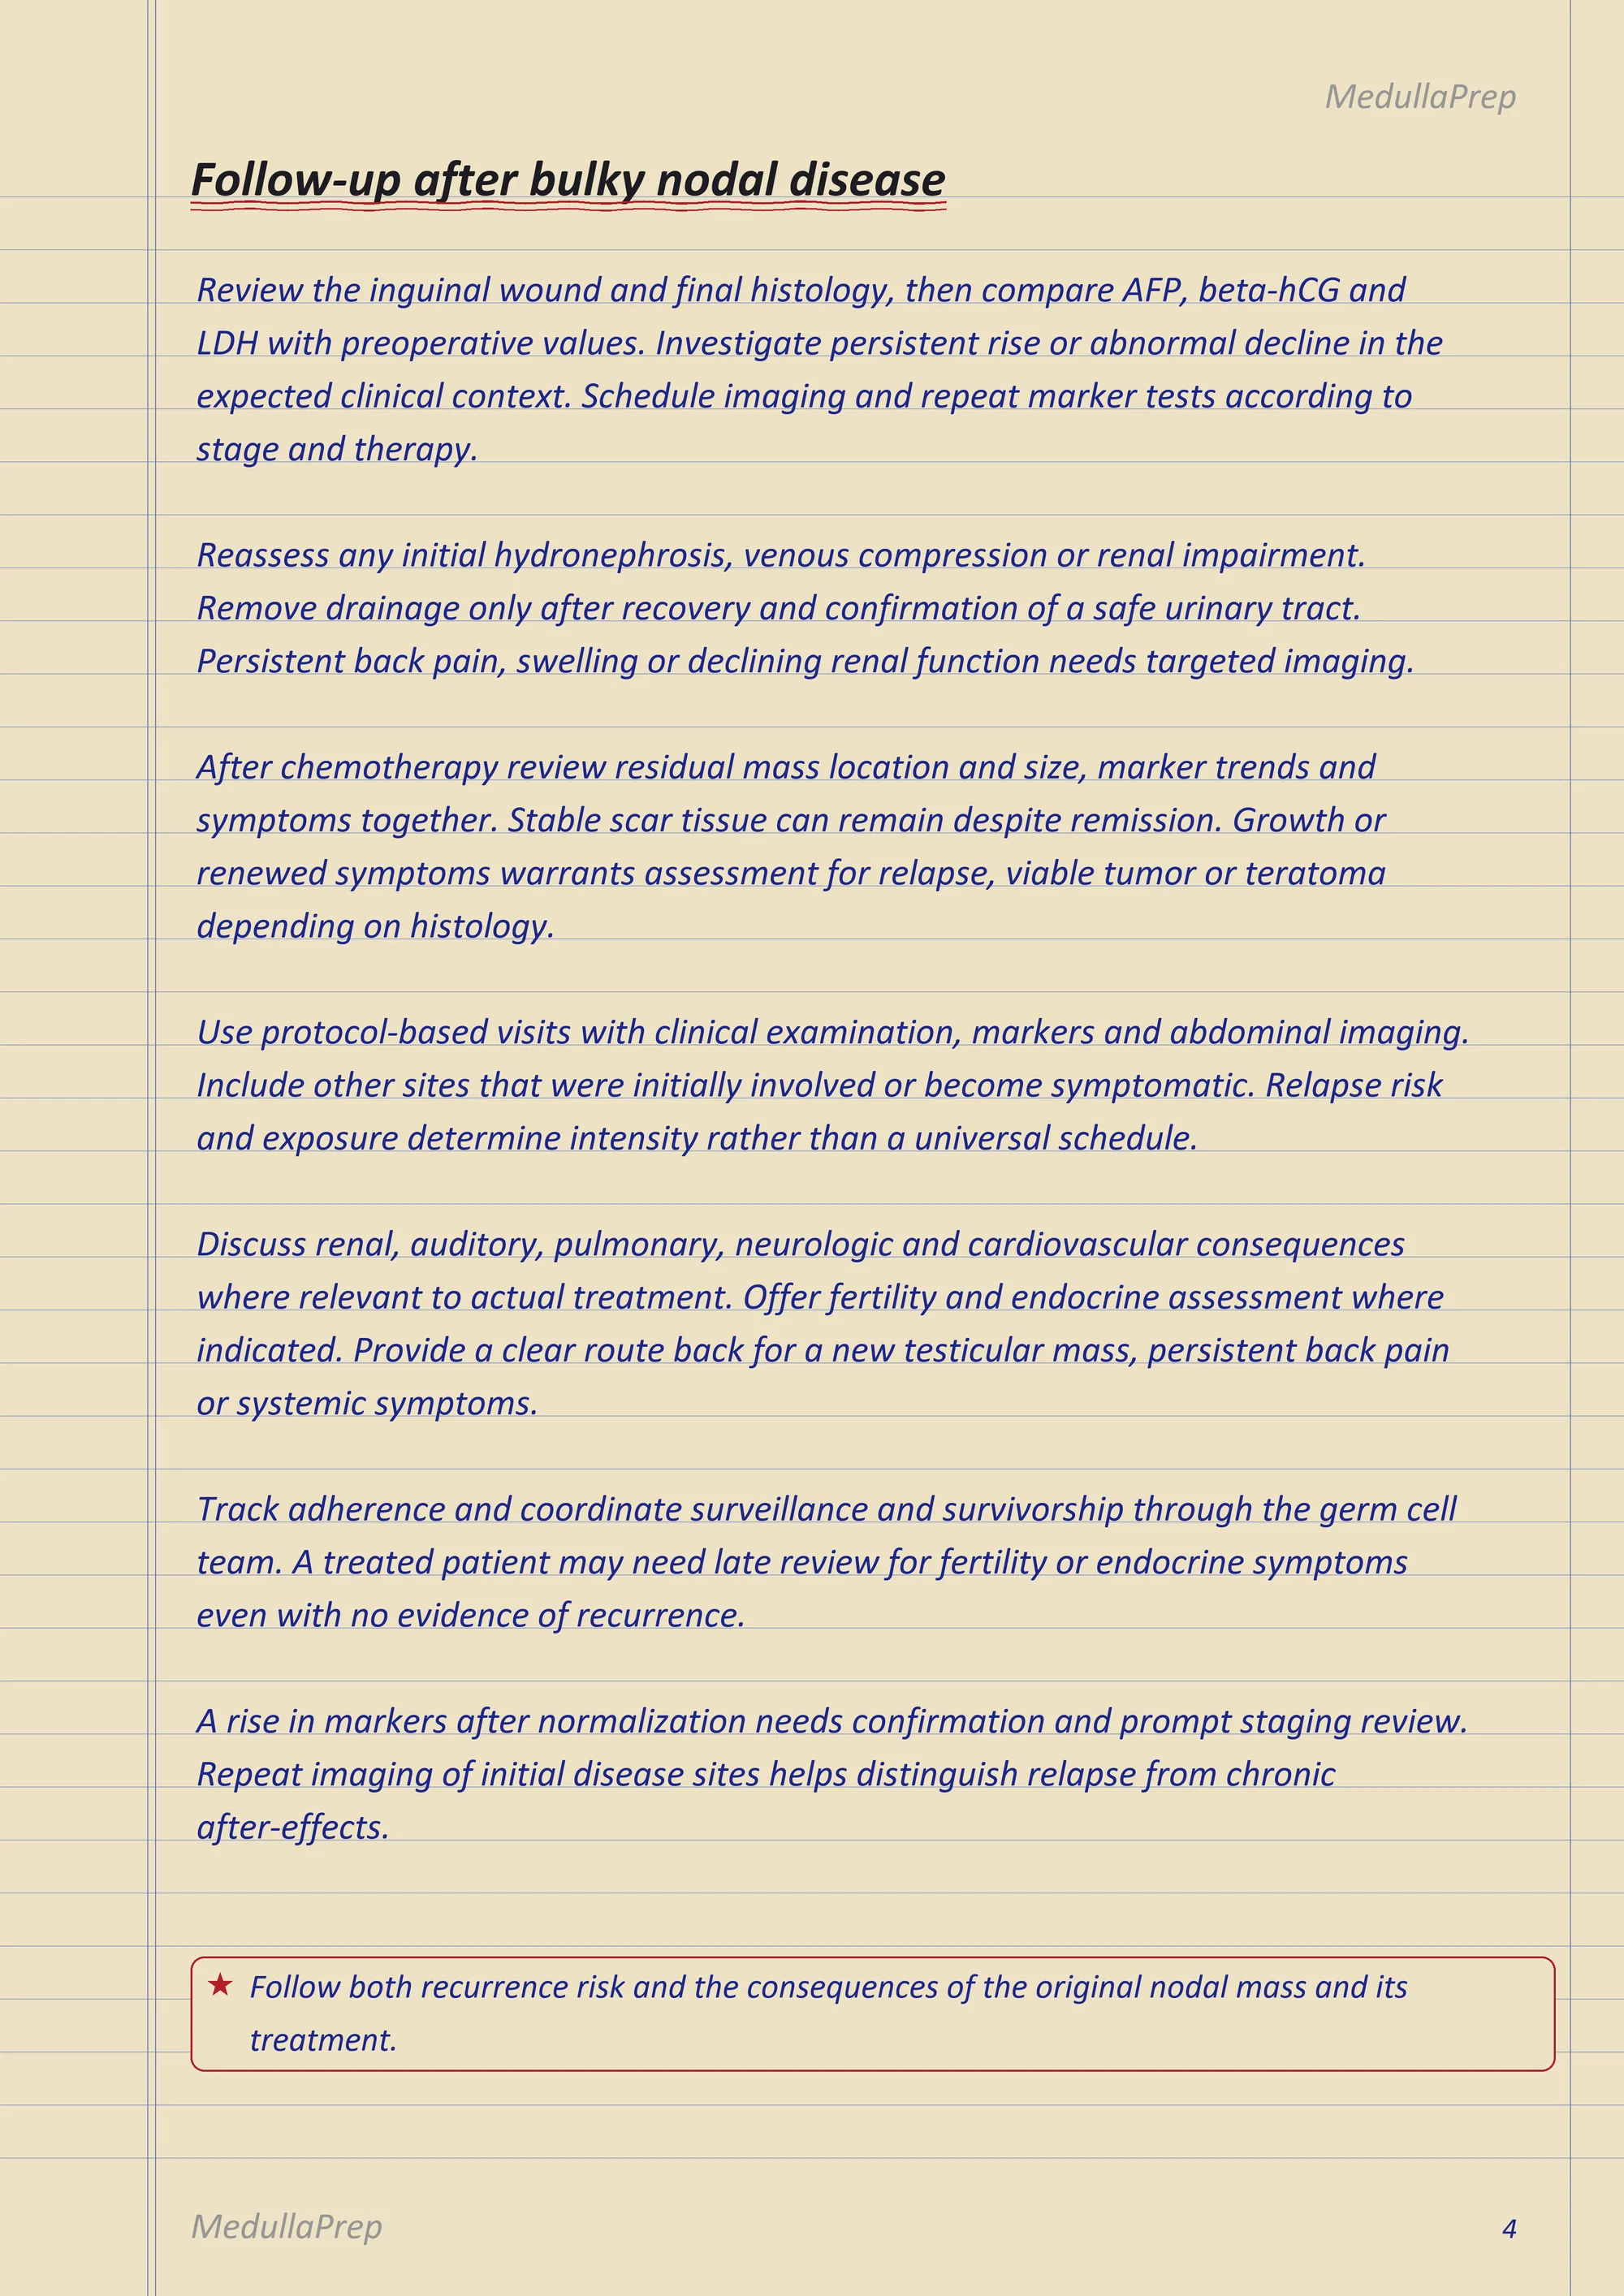 MedullaPrep
Follow-up after bulky nodal disease
Review the inguinal wound and final histology, then compare AFP, beta-hCG and
LDH with preoperative values. Investigate persistent rise or abnormal decline in the
expected clinical context. Schedule imaging and repeat marker tests according to
stage and therapy.
Reassess any initial hydronephrosis, venous compression or renal impairment.
Remove drainage only after recovery and confirmation of a safe urinary tract.
Persistent back pain, swelling or declining renal function needs targeted imaging.
After chemotherapy review residual mass location and size, marker trends and
symptoms together. Stable scar tissue can remain despite remission. Growth or
renewed symptoms warrants assessment for relapse, viable tumor or teratoma
depending on histology.
Use protocol-based visits with clinical examination, markers and abdominal imaging.
Include other sites that were initially involved or become symptomatic. Relapse risk
and exposure determine intensity rather than a universal schedule.
Discuss renal, auditory, pulmonary, neurologic and cardiovascular consequences
where relevant to actual treatment. Offer fertility and endocrine assessment where
indicated. Provide a clear route back for a new testicular mass, persistent back pain
or systemic symptoms.
Track adherence and coordinate surveillance and survivorship through the germ cell
team. A treated patient may need late review for fertility or endocrine symptoms
even with no evidence of recurrence.
A rise in markers after normalization needs confirmation and prompt staging review.
Repeat imaging of initial disease sites helps distinguish relapse from chronic
after-effects.
★ Follow both recurrence risk and the consequences of the original nodal mass and its
treatment.
MedullaPrep
4